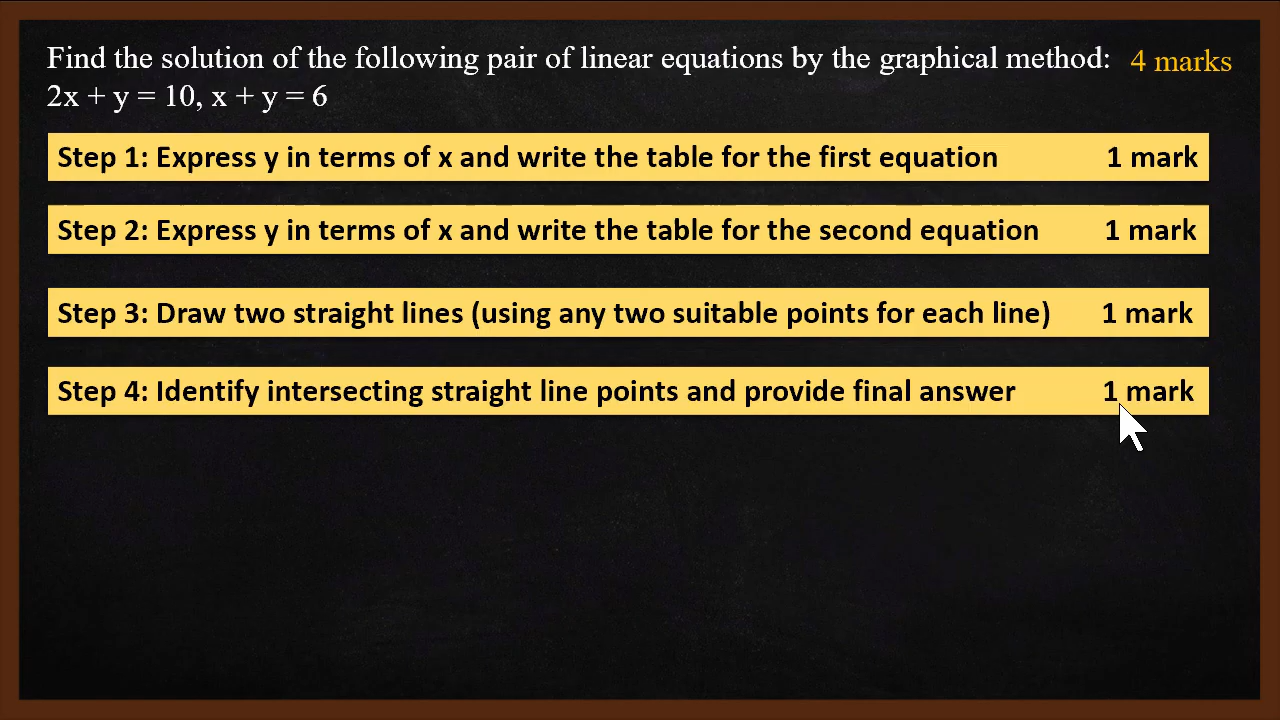 Find the solution of the following pair of linear equations by the graphical method: 4 marks
2x + y = 10, x + y = 6
Step 1: Express y in terms of x and write the table for the first equation 1 mark
Step 2: Express y in terms of x and write the table for the second equation 1 mark
Step 3: Draw two straight lines (using any two suitable points for each line) 1 mark
Step 4: Identify intersecting straight line points and provide final answer 1 mark